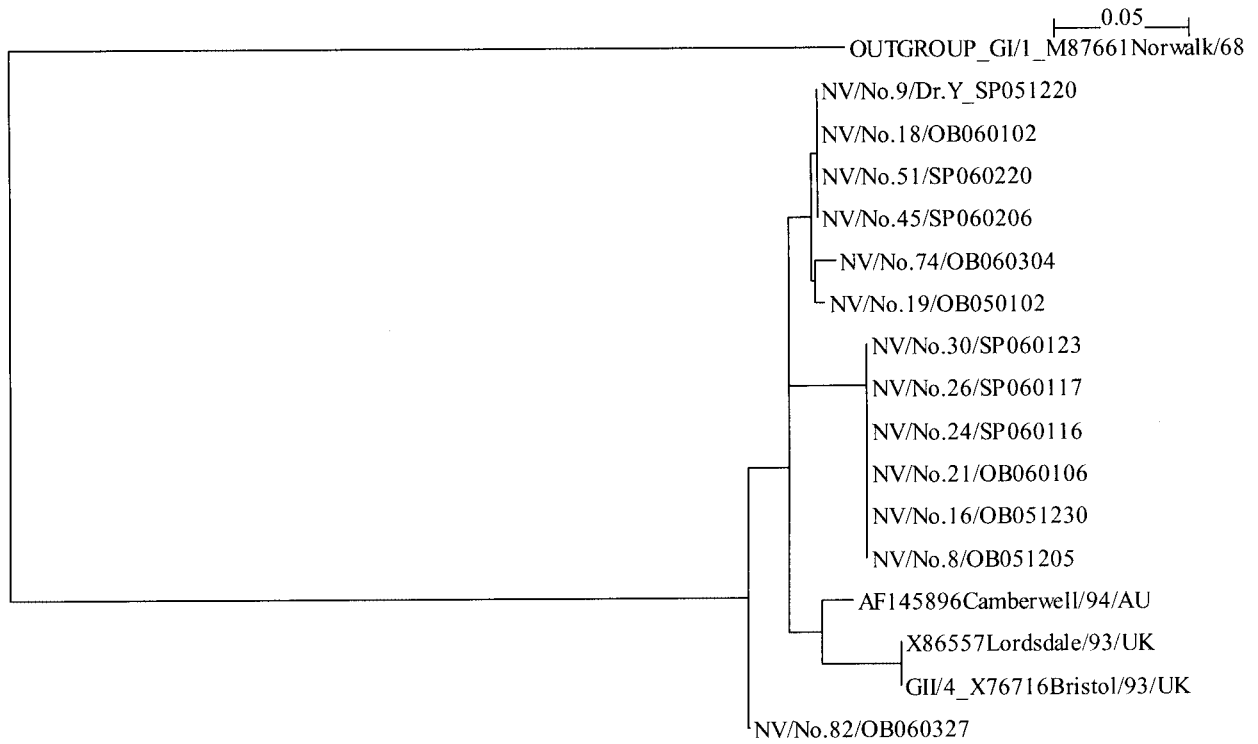 0.05
OUTGROUP_GI/1_M87661Norwalk/68
NV/No.9/Dr.Y_SP051220
NV/No.18/OB060102
NV/No.51/SP060220
NV/No.45/SP060206
NV/No.74/OB060304
NV/No.19/OB050102
NV/No.30/SP060123
NV/No.26/SP060117
NV/No.24/SP060116
NV/No.21/OB060106
NV/No.16/OB051230
NV/No.8/OB051205
AF145896Camberwell/94/AU
X86557Lordsdale/93/UK
GII/4_X76716Bristol/93/UK
NV/No.82/OB060327